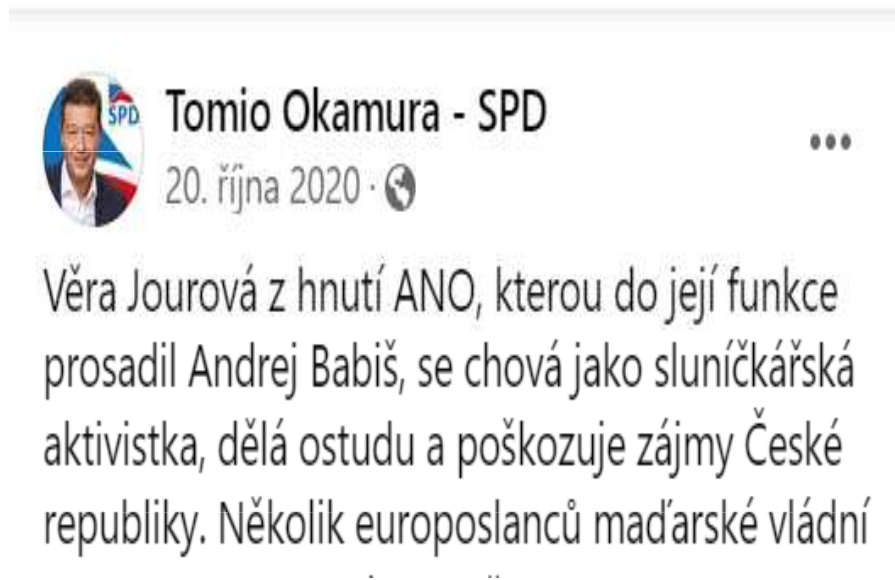 SPD
Tomio Okamura - SPD
20. října 2020 ·
Věra Jourová z hnutí ANO, kterou do její funkce
prosadil Andrej Babiš, se chová jako sluníčkářská
aktivistka, dělá ostudu a poškozuje zájmy České
republiky. Několik europoslanců maďarské vládní